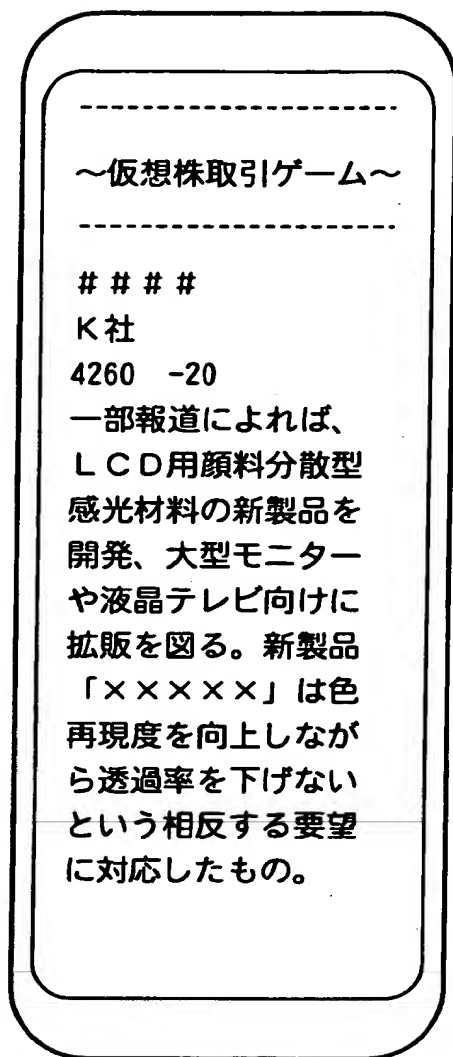 ～仮想株取引ゲーム～
＃＃＃＃
K社
4260　-20
一部報道によれば、
ＬＣＤ用顔料分散型
感光材料の新製品を
開発、大型モニター
や液晶テレビ向けに
拡販を図る。新製品
「×××××」は色
再現度を向上しなが
ら透過率を下げない
という相反する要望
に対応したもの。